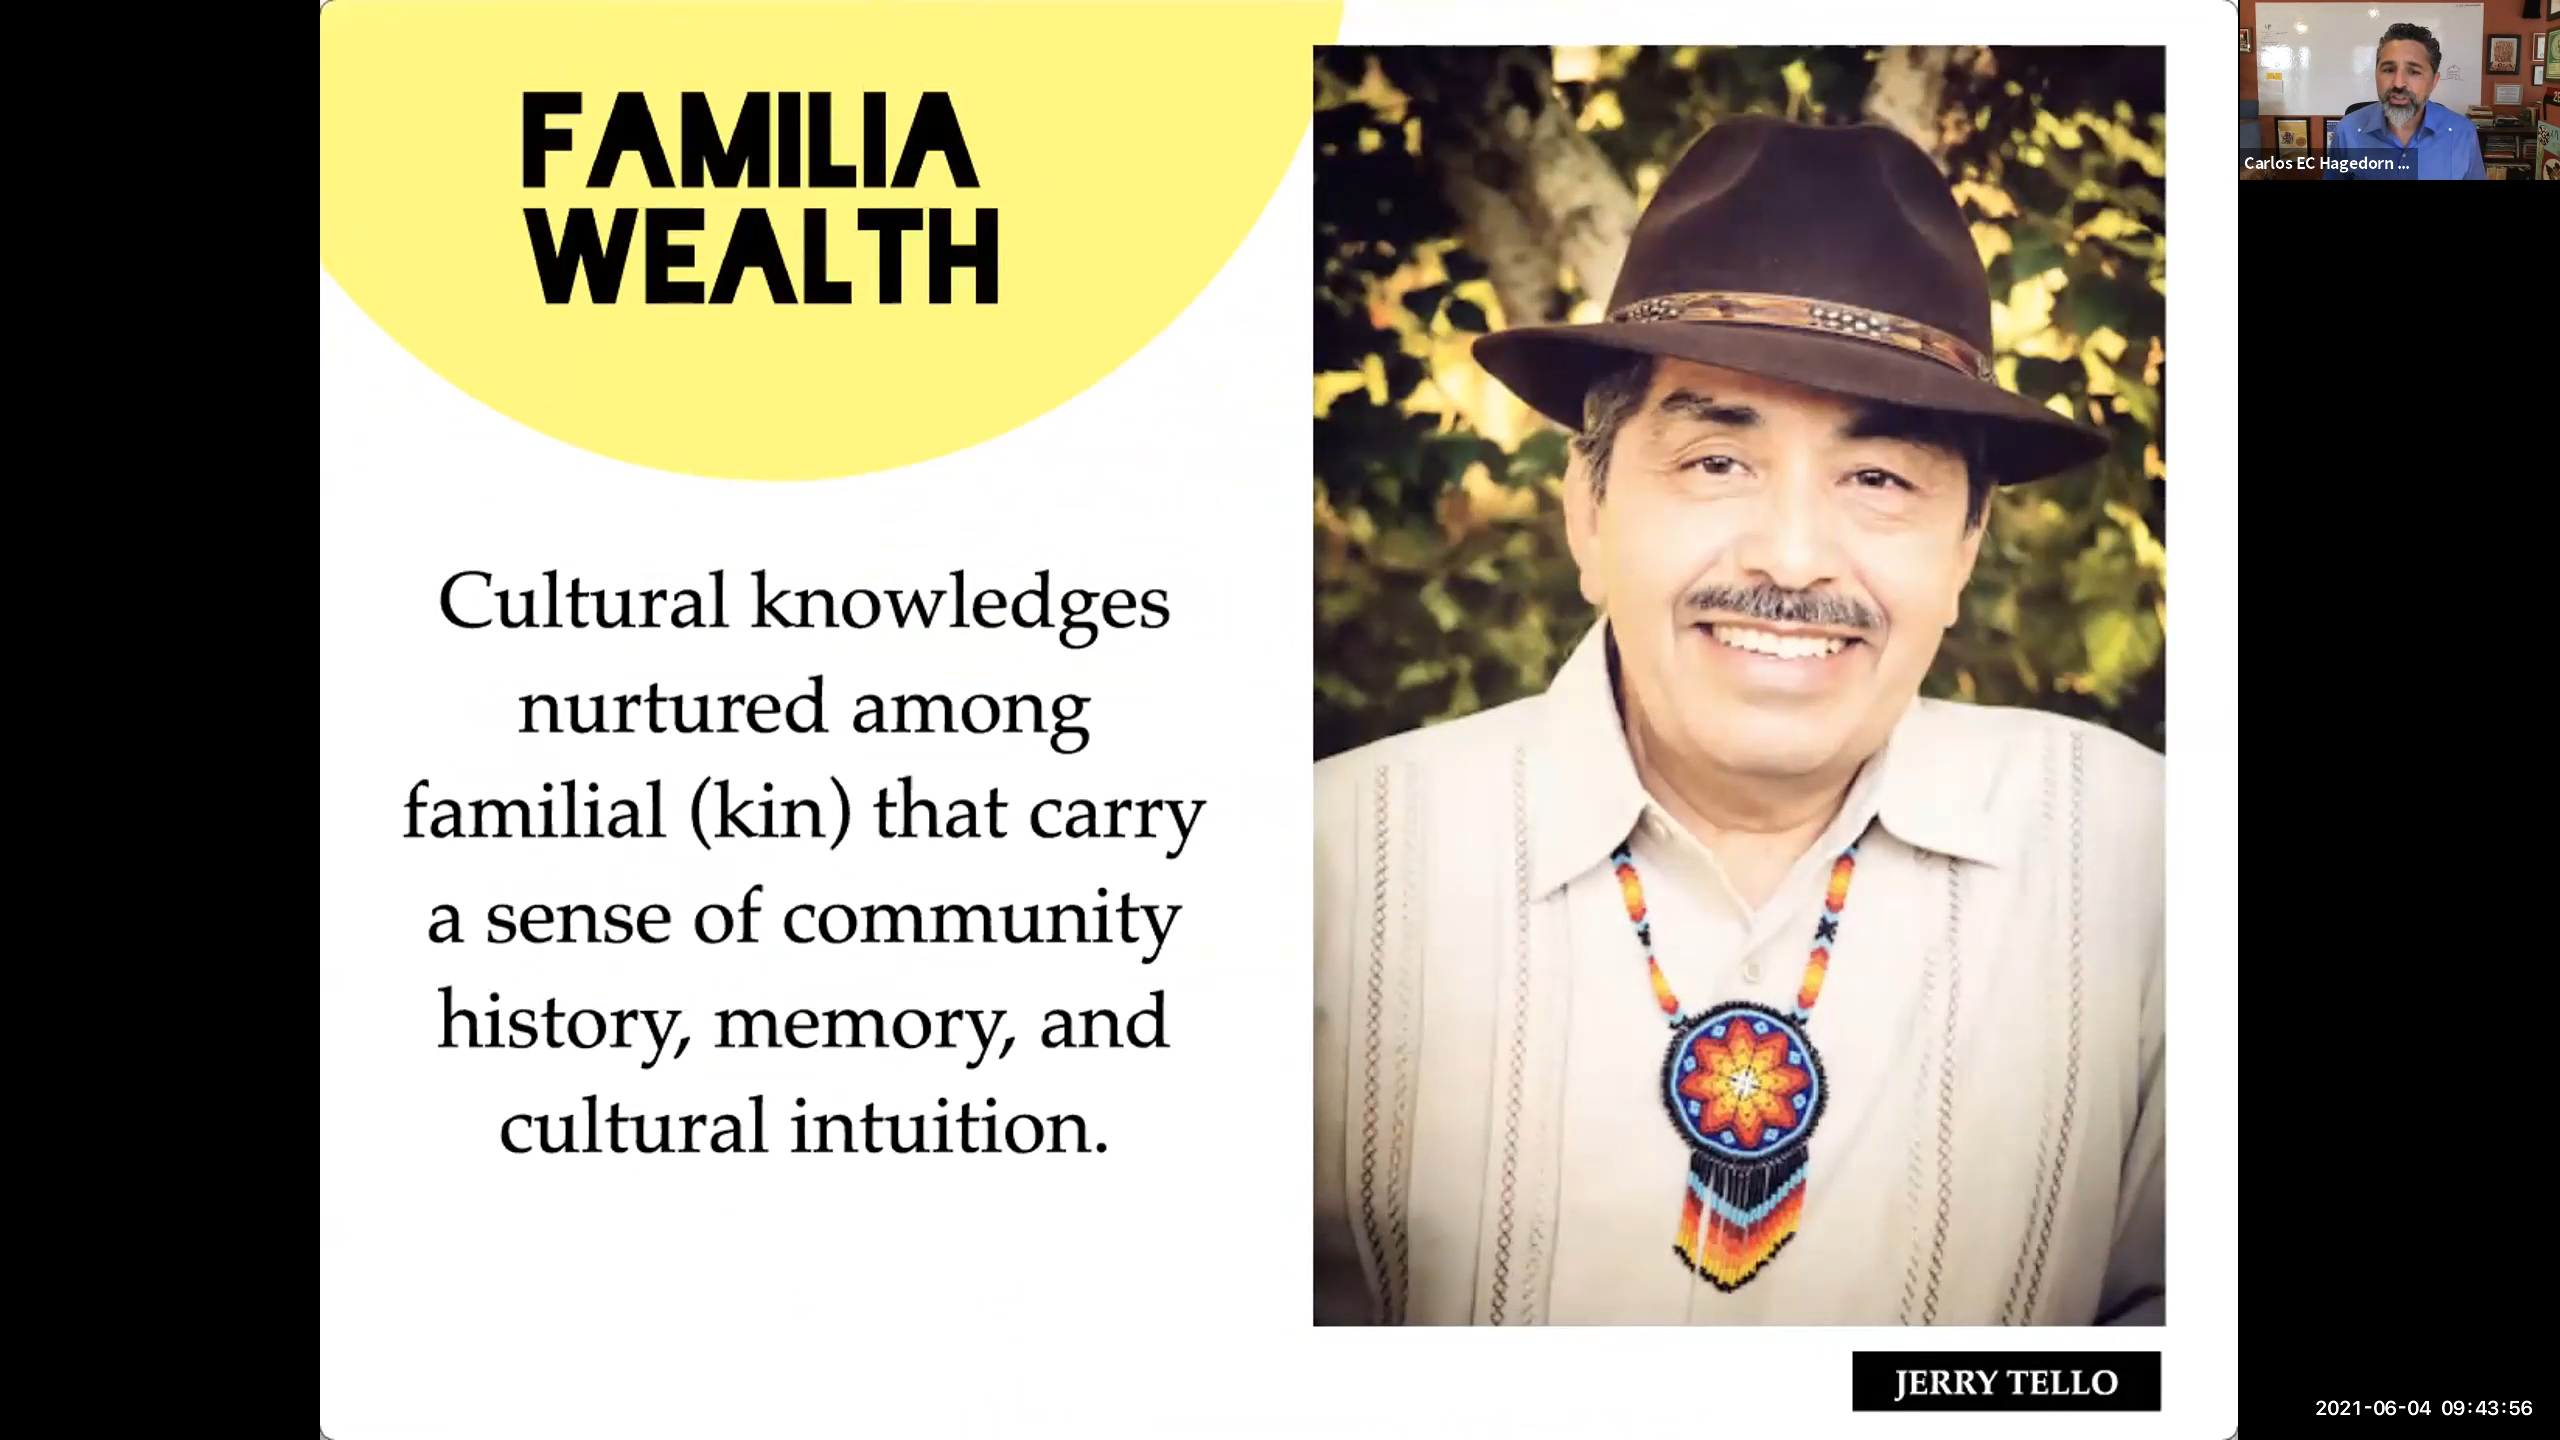 FAMILIA
WEALTH
Cultural knowledges
nurtured among
familial (kin) that carry
a sense of community
history, memory, and
cultural intuition.
JERRY TELLO
Carlos EC Hagedorn ...
2021-06-04 09:43:56